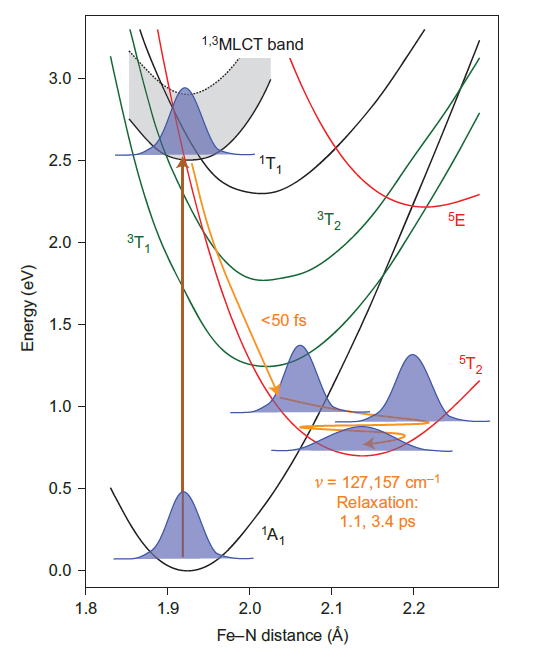 1,3MLCT band
3.0
2.5
2.0
1.5
1.0
0.5
0.0
Energy (eV)
1.8
1.9
2.0
2.1
2.2
Fe–N distance (Å)
¹T₁
³T₂
⁵E
³T₁
<50 fs
⁵T₂
ν = 127,157 cm⁻¹
Relaxation:
1.1, 3.4 ps
¹A₁